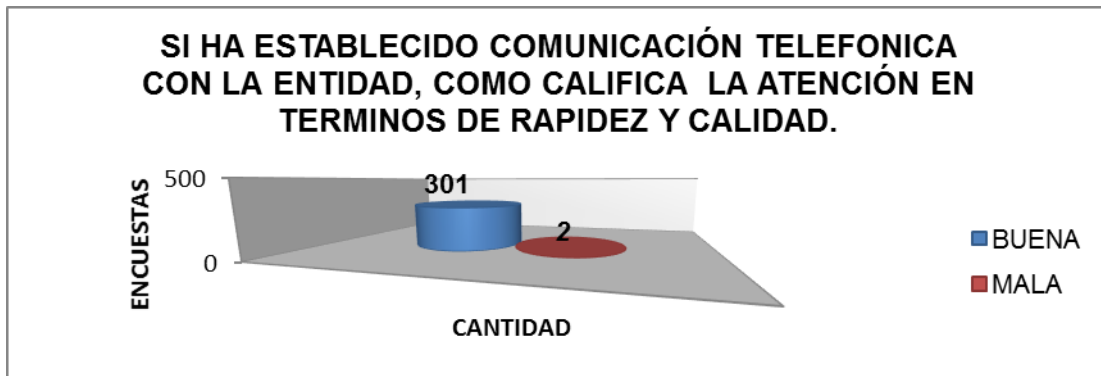 SI HA ESTABLECIDO COMUNICACIÓN TELEFONICA
CON LA ENTIDAD, COMO CALIFICA LA ATENCIÓN EN
TERMINOS DE RAPIDEZ Y CALIDAD.
ENCUESTAS
500
0
301
2
CANTIDAD
BUENA
MALA